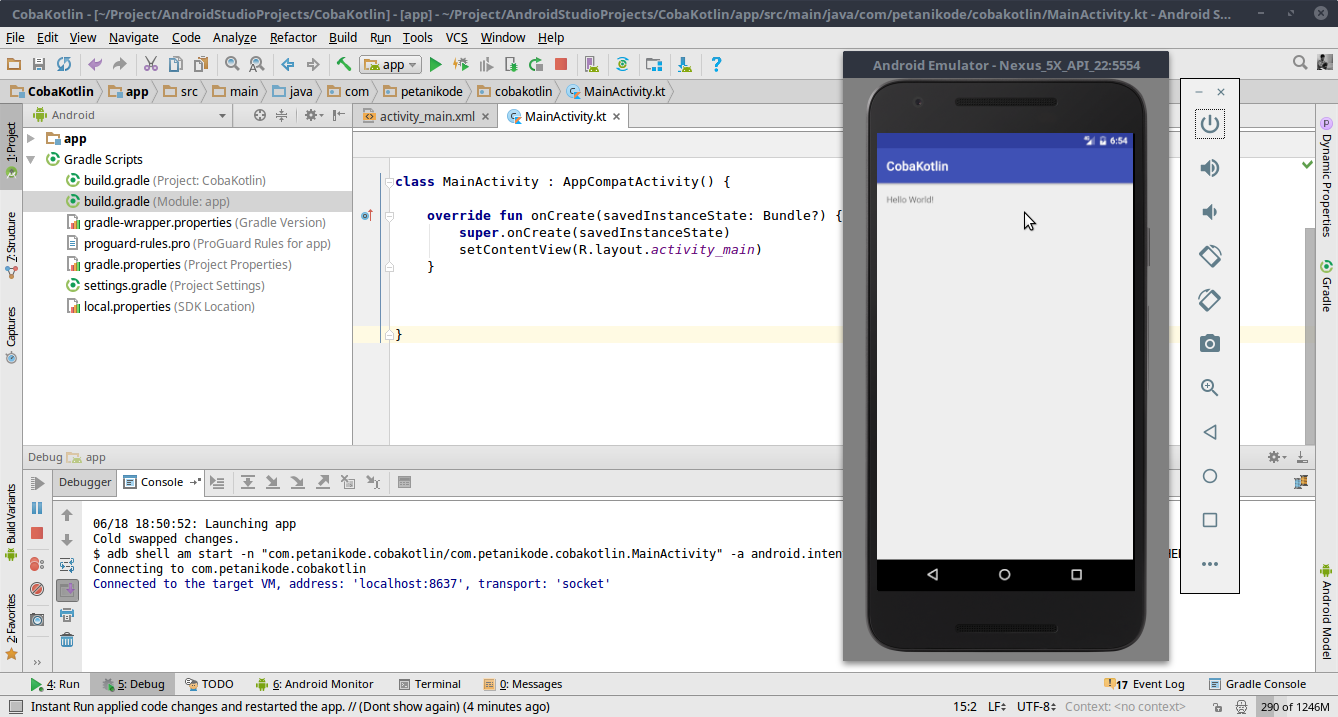 CobaKotlin - [~/Project/AndroidStudioProjects/CobaKotlin] - [app] - ~/Project/AndroidStudioProjects/CobaKotlin/app/src/main/java/com/petanikode/cobakotlin/MainActivity.kt - Android S...
File Edit View Navigate Code Analyze Refactor Build Run Tools VCS Window Help
app
Android Emulator - Nexus_5X_API_22:5554
CobaKotlin app src main java com petanikode cobakotlin MainActivity.kt
Android
activity_main.xml
MainActivity.kt
app
Gradle Scripts
build.gradle (Project: CobaKotlin)
build.gradle (Module: app)
gradle-wrapper.properties (Gradle Version)
proguard-rules.pro (ProGuard Rules for app)
gradle.properties (Project Properties)
settings.gradle (Project Settings)
local.properties (SDK Location)
class MainActivity : AppCompatActivity() {
override fun onCreate(savedInstanceState: Bundle?) {
super.onCreate(savedInstanceState)
setContentView(R.layout.activity_main)
}
}
6:54
CobaKotlin
Hello World!
1: Project
7: Structure
Captures
Build Variants
2: Favorites
Dynamic Properties
Gradle
Android Model
Debug app
Debugger Console
06/18 18:50:52: Launching app
Cold swapped changes.
$ adb shell am start -n "com.petanikode.cobakotlin/com.petanikode.cobakotlin.MainActivity" -a android.inten
Connecting to com.petanikode.cobakotlin
Connected to the target VM, address: 'localhost:8637', transport: 'socket'
4: Run 5: Debug TODO 6: Android Monitor Terminal 0: Messages 17 Event Log Gradle Console
Instant Run applied code changes and restarted the app. // (Dont show again) (4 minutes ago) 15:2 LF÷ UTF-8÷ Context: <no context> 290 of 1246M